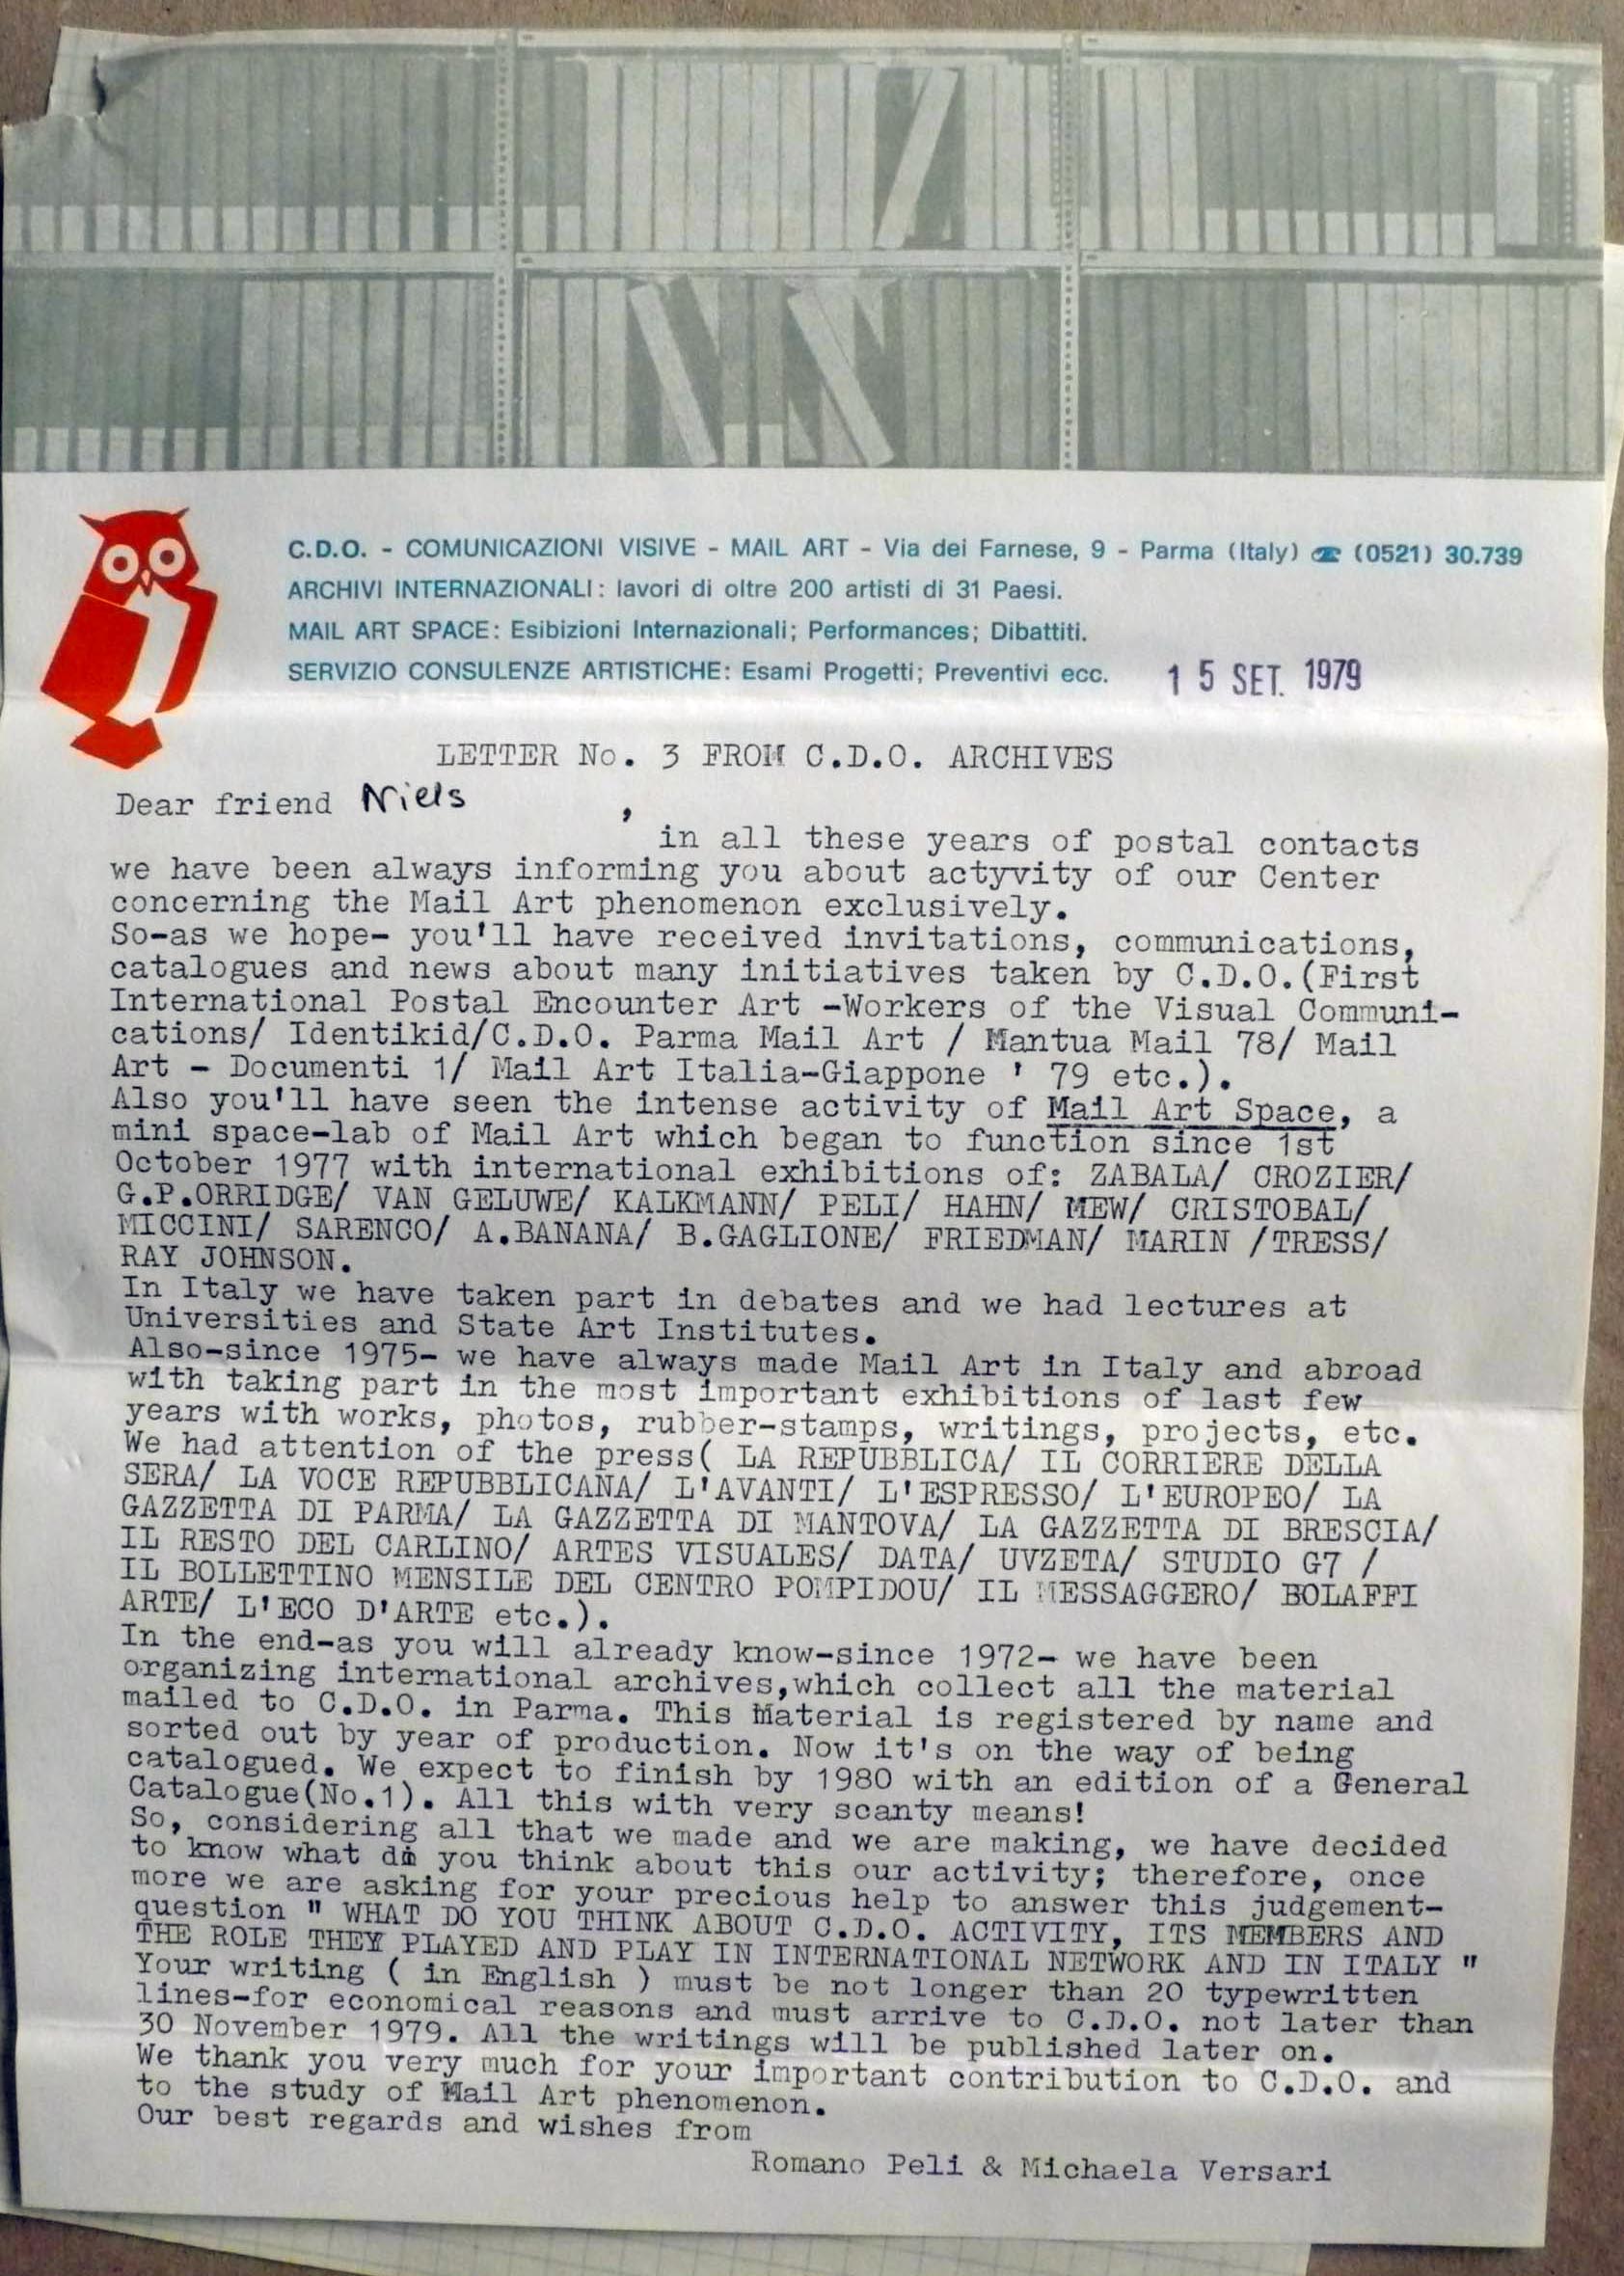 C.D.O. - COMUNICAZIONI VISIVE - MAIL ART - Via dei Farnese, 9 - Parma (Italy) ☎ (0521) 30.739
ARCHIVI INTERNAZIONALI: lavori di oltre 200 artisti di 31 Paesi.
MAIL ART SPACE: Esibizioni Internazionali; Performances; Dibattiti.
SERVIZIO CONSULENZE ARTISTICHE: Esami Progetti; Preventivi ecc.
15 SET. 1979
LETTER No. 3 FROM C.D.O. ARCHIVES
Dear friend Niels ,
in all these years of postal contacts
we have been always informing you about actyvity of our Center
concerning the Mail Art phenomenon exclusively.
So-as we hope- you'll have received invitations, communications,
catalogues and news about many initiatives taken by C.D.O.(First
International Postal Encounter Art -Workers of the Visual Communi-
cations/ Identikid/C.D.O. Parma Mail Art / Mantua Mail 78/ Mail
Art - Documenti 1/ Mail Art Italia-Giappone ' 79 etc.).
Also you'll have seen the intense activity of Mail Art Space, a
mini space-lab of Mail Art which began to function since 1st
October 1977 with international exhibitions of: ZABALA/ CROZIER/
G.P.ORRIDGE/ VAN GELUWE/ KALKMANN/ PELI/ HAHN/ MEW/ CRISTOBAL/
MICCINI/ SARENCO/ A.BANANA/ B.GAGLIONE/ FRIEDMAN/ MARIN /TRESS/
RAY JOHNSON.
In Italy we have taken part in debates and we had lectures at
Universities and State Art Institutes.
Also-since 1975- we have always made Mail Art in Italy and abroad
with taking part in the most important exhibitions of last few
years with works, photos, rubber-stamps, writings, projects, etc.
We had attention of the press( LA REPUBBLICA/ IL CORRIERE DELLA
SERA/ LA VOCE REPUBBLICANA/ L'AVANTI/ L'ESPRESSO/ L'EUROPEO/ LA
GAZZETTA DI PARMA/ LA GAZZETTA DI MANTOVA/ LA GAZZETTA DI BRESCIA/
IL RESTO DEL CARLINO/ ARTES VISUALES/ DATA/ UVZETA/ STUDIO G7 /
IL BOLLETTINO MENSILE DEL CENTRO POMPIDOU/ IL MESSAGGERO/ BOLAFFI
ARTE/ L'ECO D'ARTE etc.).
In the end-as you will already know-since 1972- we have been
organizing international archives,which collect all the material
mailed to C.D.O. in Parma. This Material is registered by name and
sorted out by year of production. Now it's on the way of being
catalogued. We expect to finish by 1980 with an edition of a General
Catalogue(No.1). All this with very scanty means!
So, considering all that we made and we are making, we have decided
to know what do you think about this our activity; therefore, once
more we are asking for your precious help to answer this judgement-
question " WHAT DO YOU THINK ABOUT C.D.O. ACTIVITY, ITS MEMBERS AND
THE ROLE THEY PLAYED AND PLAY IN INTERNATIONAL NETWORK AND IN ITALY "
Your writing ( in English ) must be not longer than 20 typewritten
lines-for economical reasons and must arrive to C.D.O. not later than
30 November 1979. All the writings will be published later on.
We thank you very much for your important contribution to C.D.O. and
to the study of Mail Art phenomenon.
Our best regards and wishes from
Romano Peli & Michaela Versari